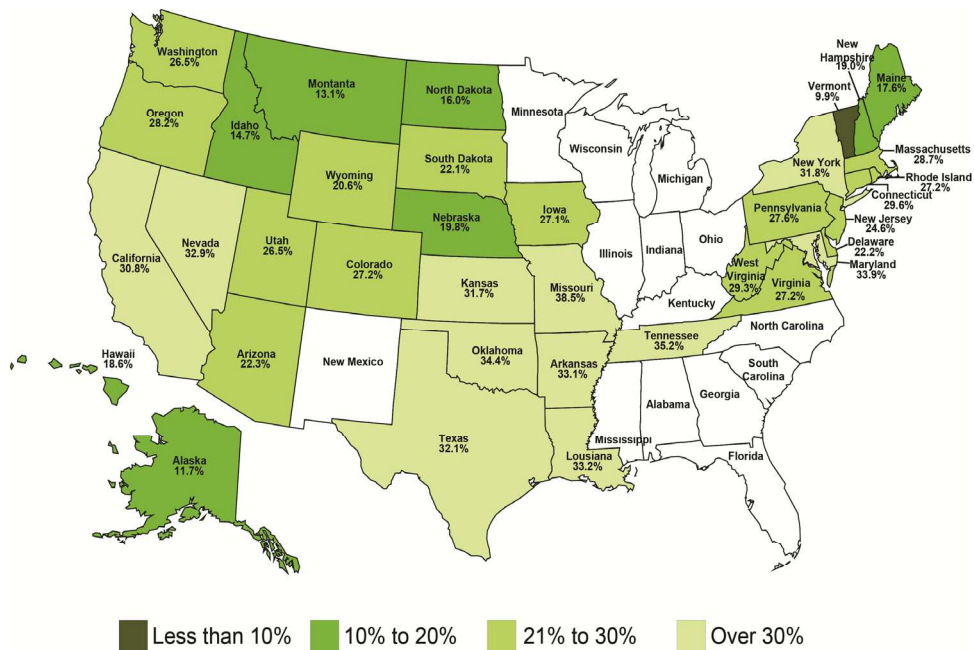 Washington
26.5%
Oregon
28.2%
California
30.8%
Nevada
32.9%
Idaho
14.7%
Montanta
13.1%
Wyoming
20.6%
Utah
26.5%
Colorado
27.2%
Arizona
22.3%
New Mexico
North Dakota
16.0%
South Dakota
22.1%
Nebraska
19.8%
Kansas
31.7%
Oklahoma
34.4%
Texas
32.1%
Minnesota
Iowa
27.1%
Missouri
38.5%
Arkansas
33.1%
Lousiana
33.2%
Wisconsin
Michigan
Illinois
Indiana
Ohio
Kentucky
Tennessee
35.2%
Mississippi
Alabama
Georgia
Florida
South
Carolina
North Carolina
West
Virginia
29.3%
Virginia
27.2%
Pennsylvania
27.6%
New York
31.8%
Vermont
9.9%
New
Hampshire
19.0%
Maine
17.6%
Massachusetts
28.7%
Rhode Island
27.2%
Connecticut
29.6%
New Jersey
24.6%
Delaware
22.2%
Maryland
33.9%
Hawaii
18.6%
Alaska
11.7%
Less than 10%
10% to 20%
21% to 30%
Over 30%